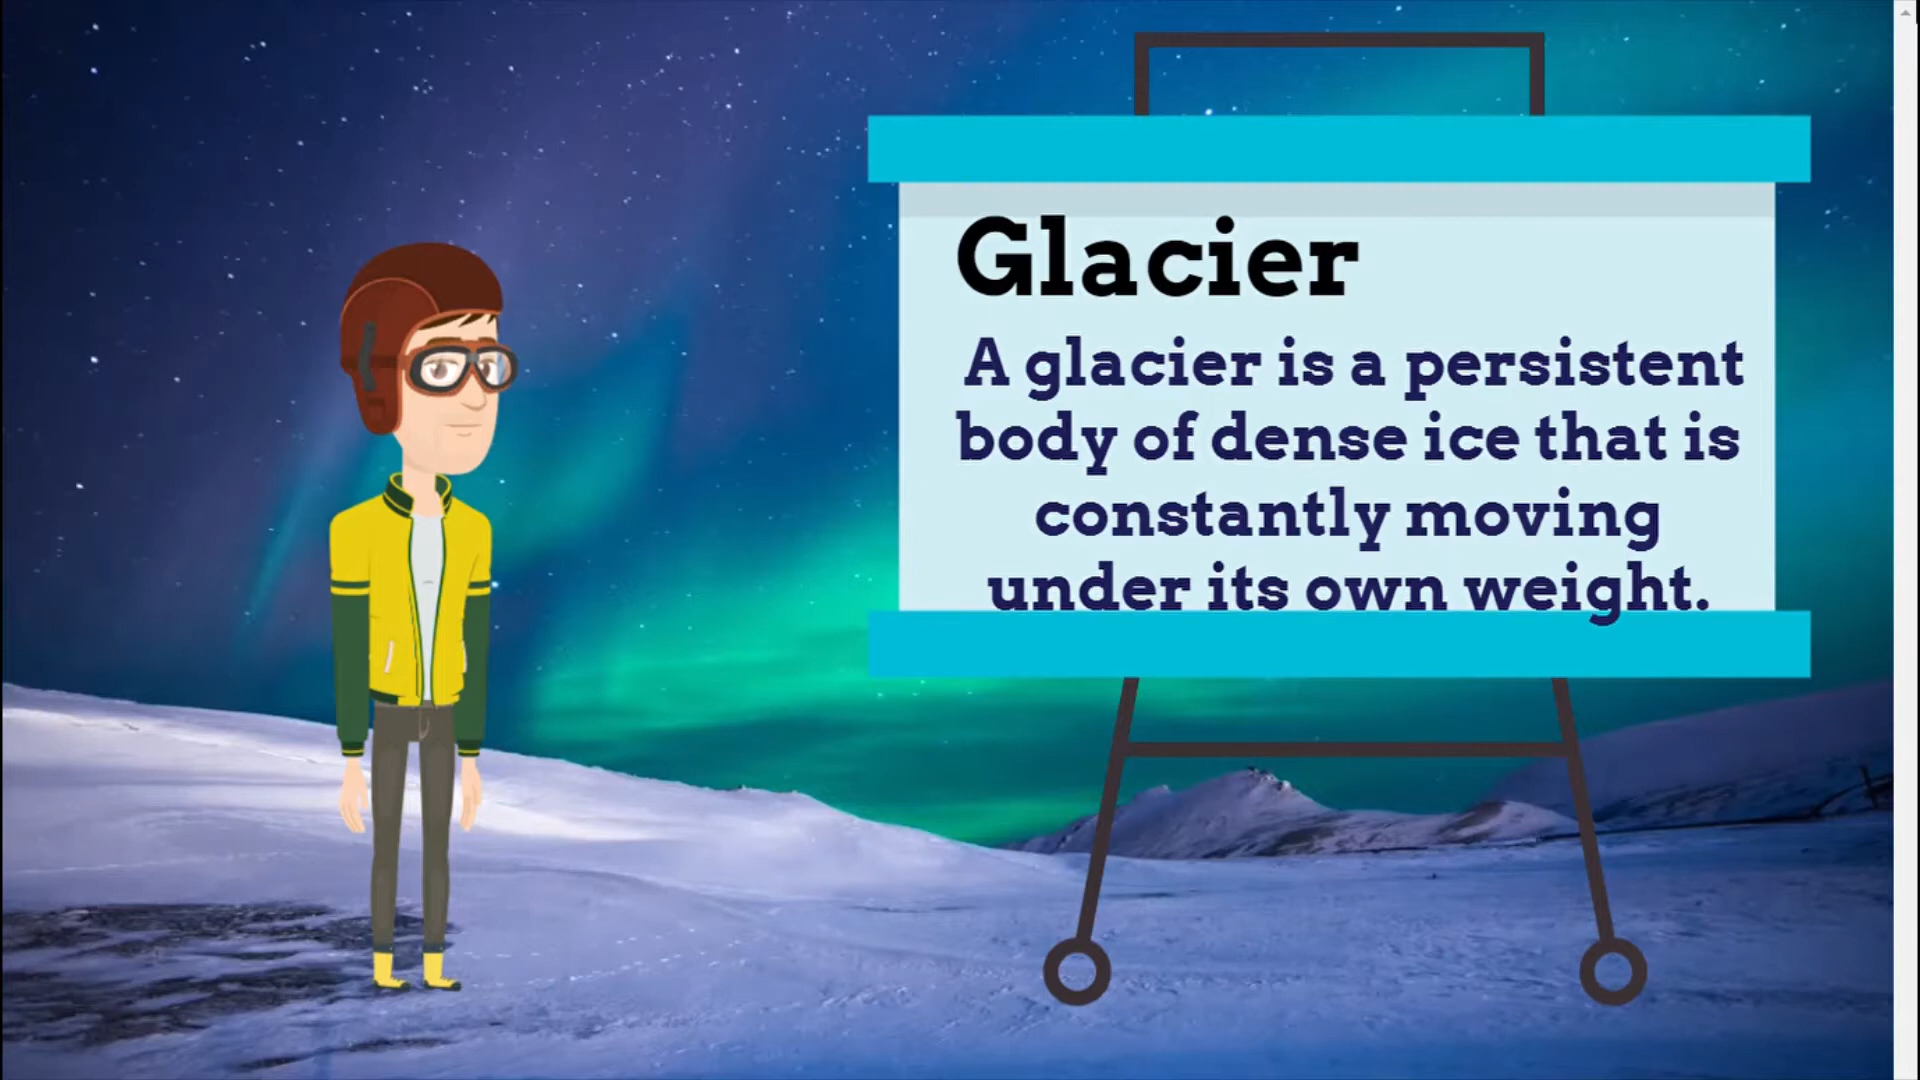 Glacier
A glacier is a persistent
body of dense ice that is
constantly moving
under its own weight.